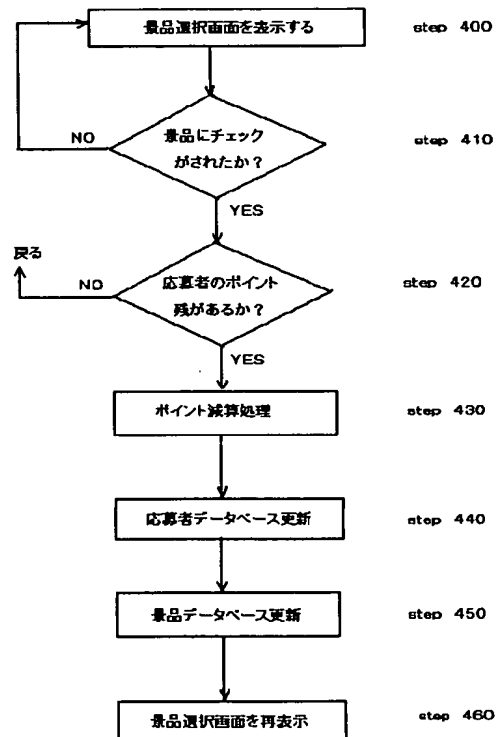 景品選択画面を表示する
step 400
景品にチェック
がされたか?
NO
step 410
YES
戻る
応募者のポイント
残があるか?
NO
step 420
YES
ポイント減算処理
step 430
応募者データベース更新
step 440
景品データベース更新
step 450
景品選択画面を再表示
step 460